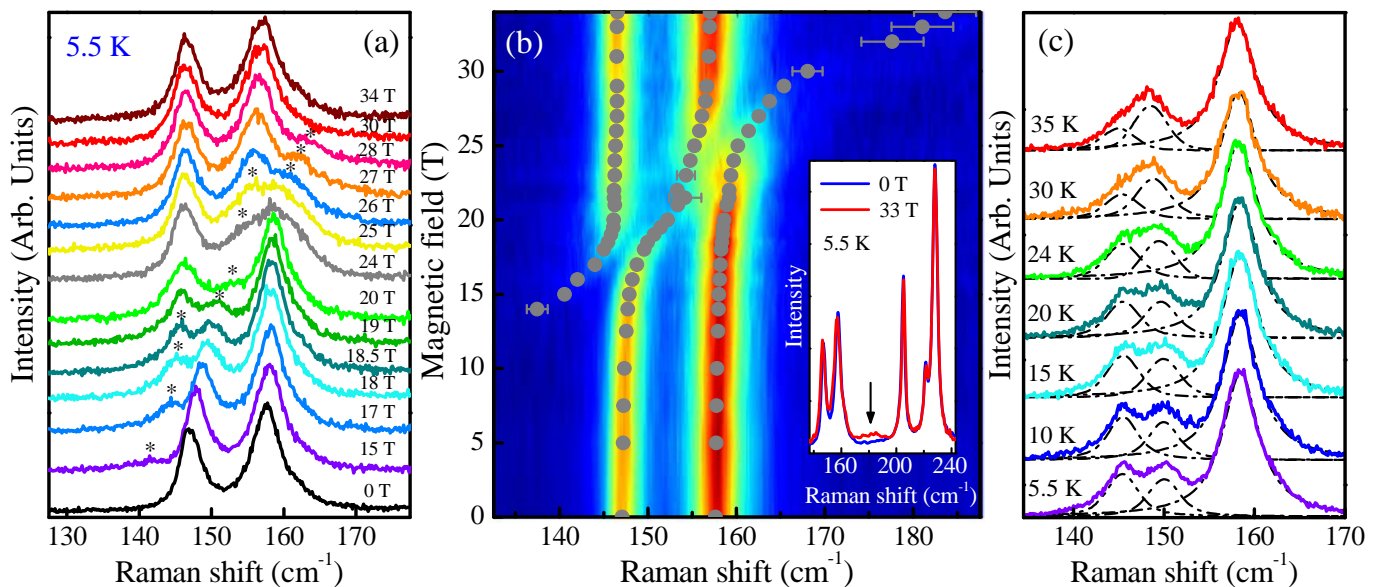 5.5 K
(a)
34 T
30 T
28 T
*
27 T
*
26 T
*
*
25 T
*
24 T
20 T
*
19 T
*
18.5 T
*
18 T
*
17 T
*
15 T
*
0 T
130 140 150 160 170
Raman shift (cm-1)
Intensity (Arb. Units)
(b)
30
25
20
15
10
5
0
Magnetic field (T)
140 150 160 170 180
Raman shift (cm-1)
0 T
33 T
5.5 K
Intensity
160 200 240
Raman shift (cm-1)
(c)
35 K
30 K
24 K
20 K
15 K
10 K
5.5 K
140 150 160 170
Raman shift (cm-1)
Intensity (Arb. Units)